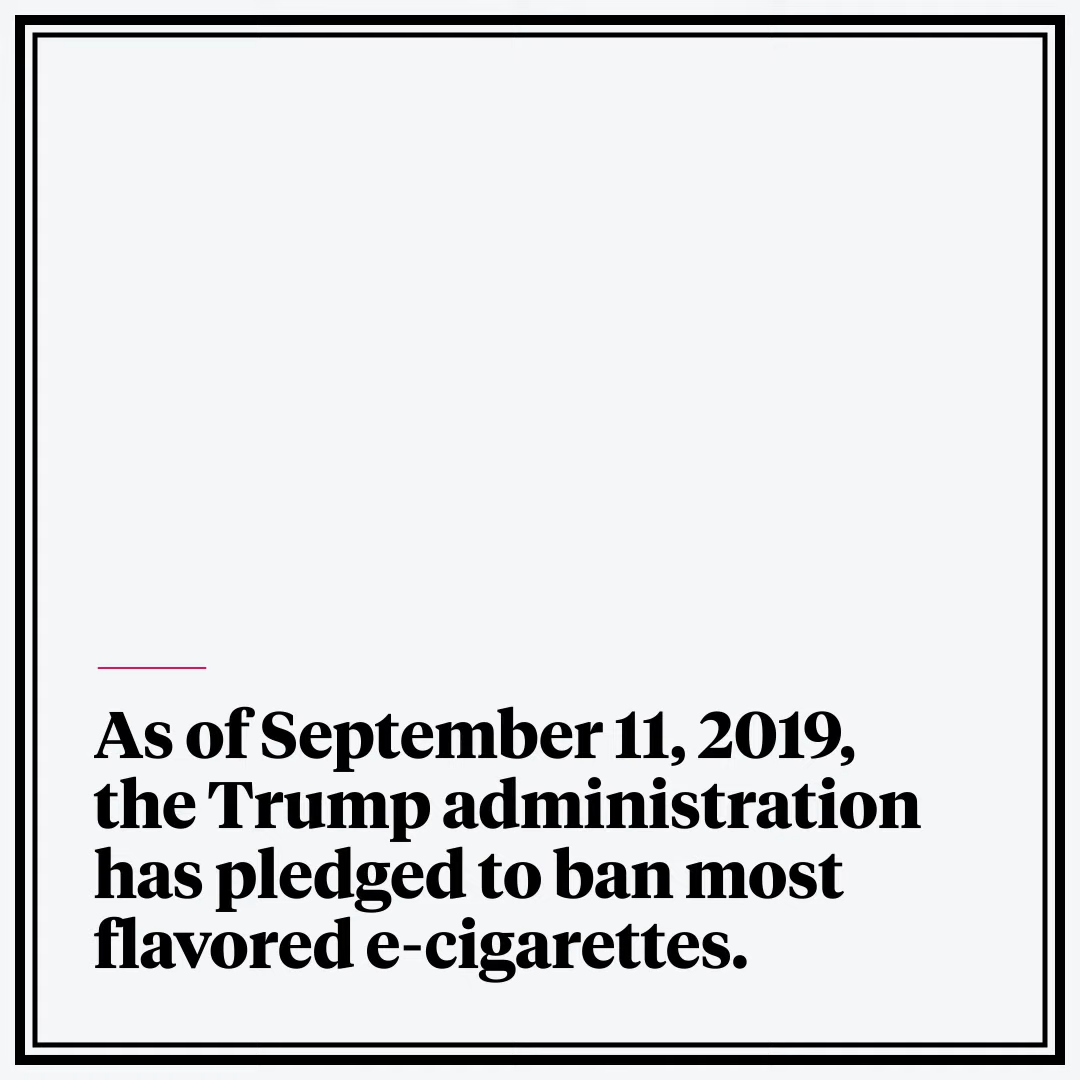 As of September 11, 2019,
the Trump administration
has pledged to ban most
flavored e-cigarettes.